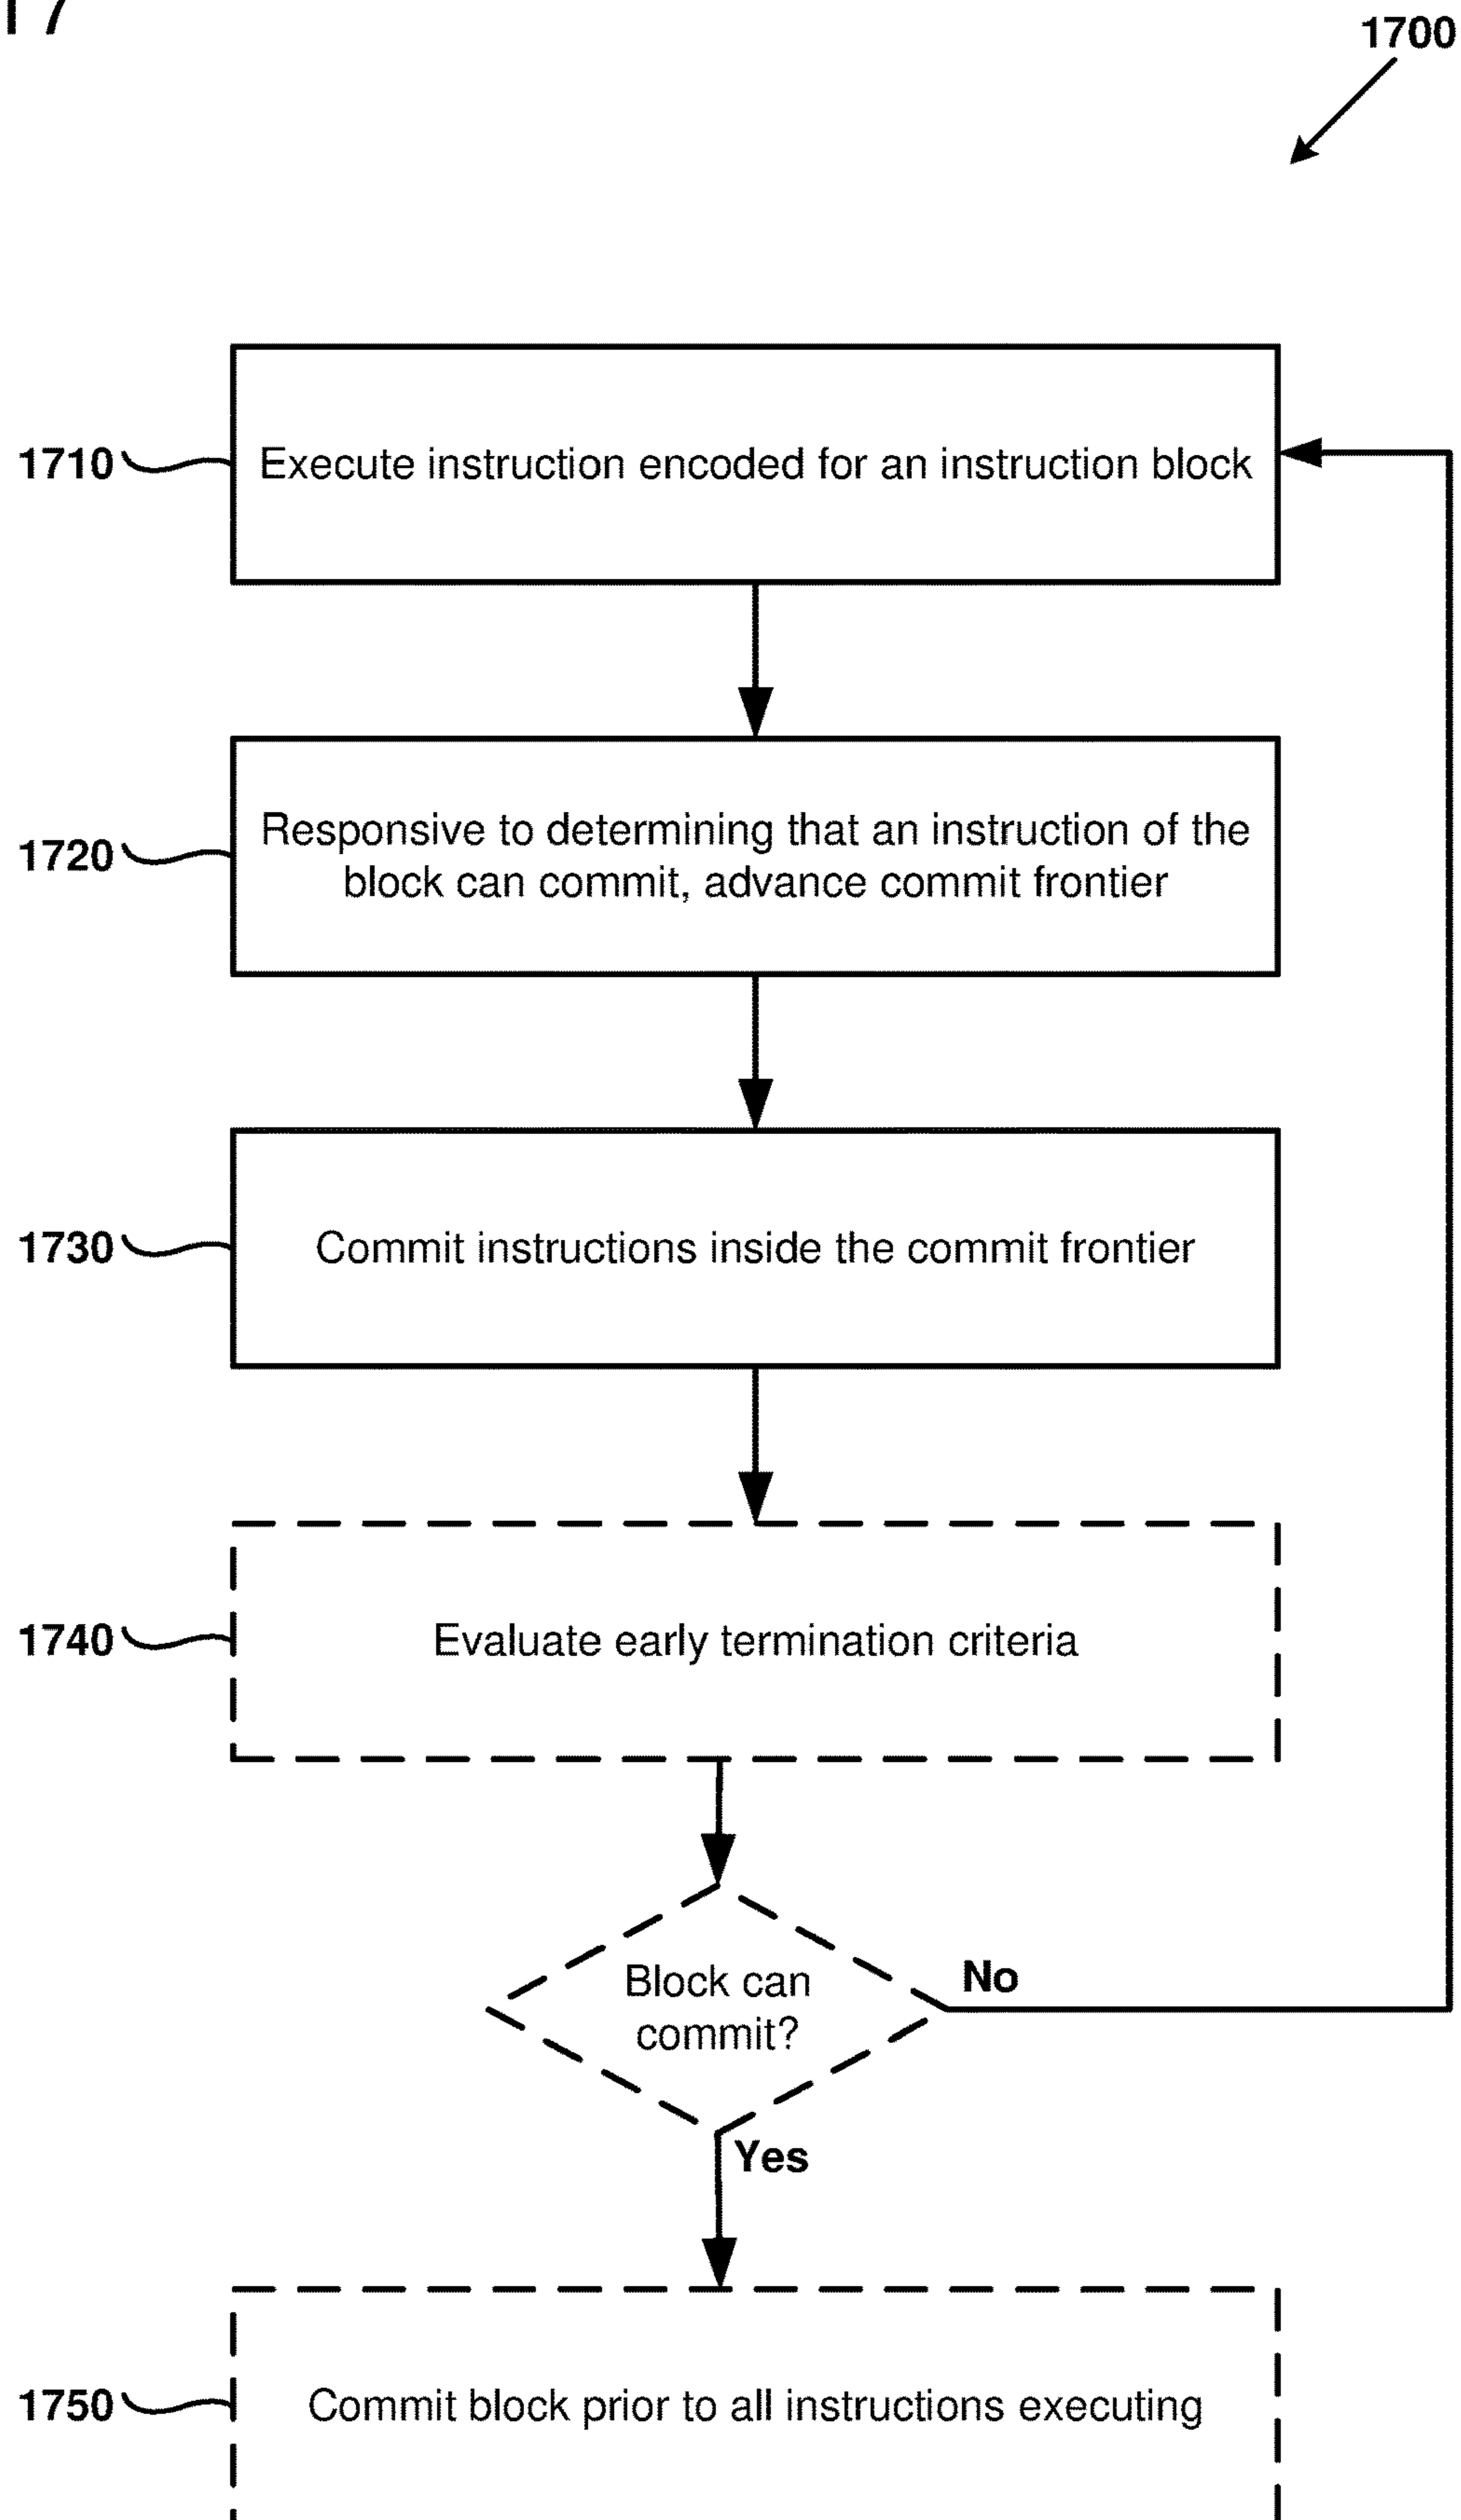 17
1700
1710
Execute instruction encoded for an instruction block
1720
Responsive to determining that an instruction of the
block can commit, advance commit frontier
1730
Commit instructions inside the commit frontier
1740
Evaluate early termination criteria
Block can
commit?
No
Yes
1750
Commit block prior to all instructions executing